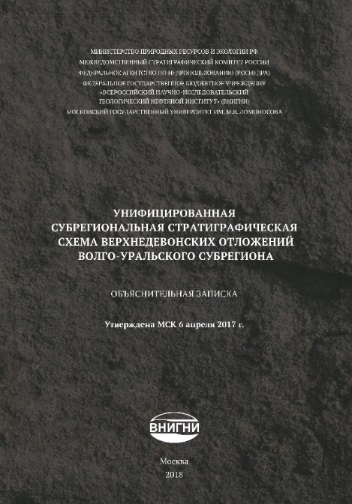 МИНИСТЕРСТВО ПРИРОДНЫХ РЕСУРСОВ И ЭКОЛОГИИ РФ
МЕЖВЕДОМСТВЕННЫЙ СТРАТИГРАФИЧЕСКИЙ КОМИТЕТ РОССИИ
ФЕДЕРАЛЬНОЕ АГЕНТСТВО ПО НЕДРОПОЛЬЗОВАНИЮ (РОСНЕДРА)
ФЕДЕРАЛЬНОЕ ГОСУДАРСТВЕННОЕ БЮДЖЕТНОЕ УЧРЕЖДЕНИЕ
«ВСЕРОССИЙСКИЙ НАУЧНО-ИССЛЕДОВАТЕЛЬСКИЙ
ГЕОЛОГИЧЕСКИЙ НЕФТЯНОЙ ИНСТИТУТ» (ВНИГНИ)
МОСКОВСКИЙ ГОСУДАРСТВЕННЫЙ УНИВЕРСИТЕТ ИМ. М.В. ЛОМОНОСОВА
УНИФИЦИРОВАННАЯ
СУБРЕГИОНАЛЬНАЯ СТРАТИГРАФИЧЕСКАЯ
СХЕМА ВЕРХНЕДЕВОНСКИХ ОТЛОЖЕНИЙ
ВОЛГО-УРАЛЬСКОГО СУБРЕГИОНА
ОБЪЯСНИТЕЛЬНАЯ ЗАПИСКА
Утверждена МСК 6 апреля 2017 г.
ВНИГНИ
Москва
2018